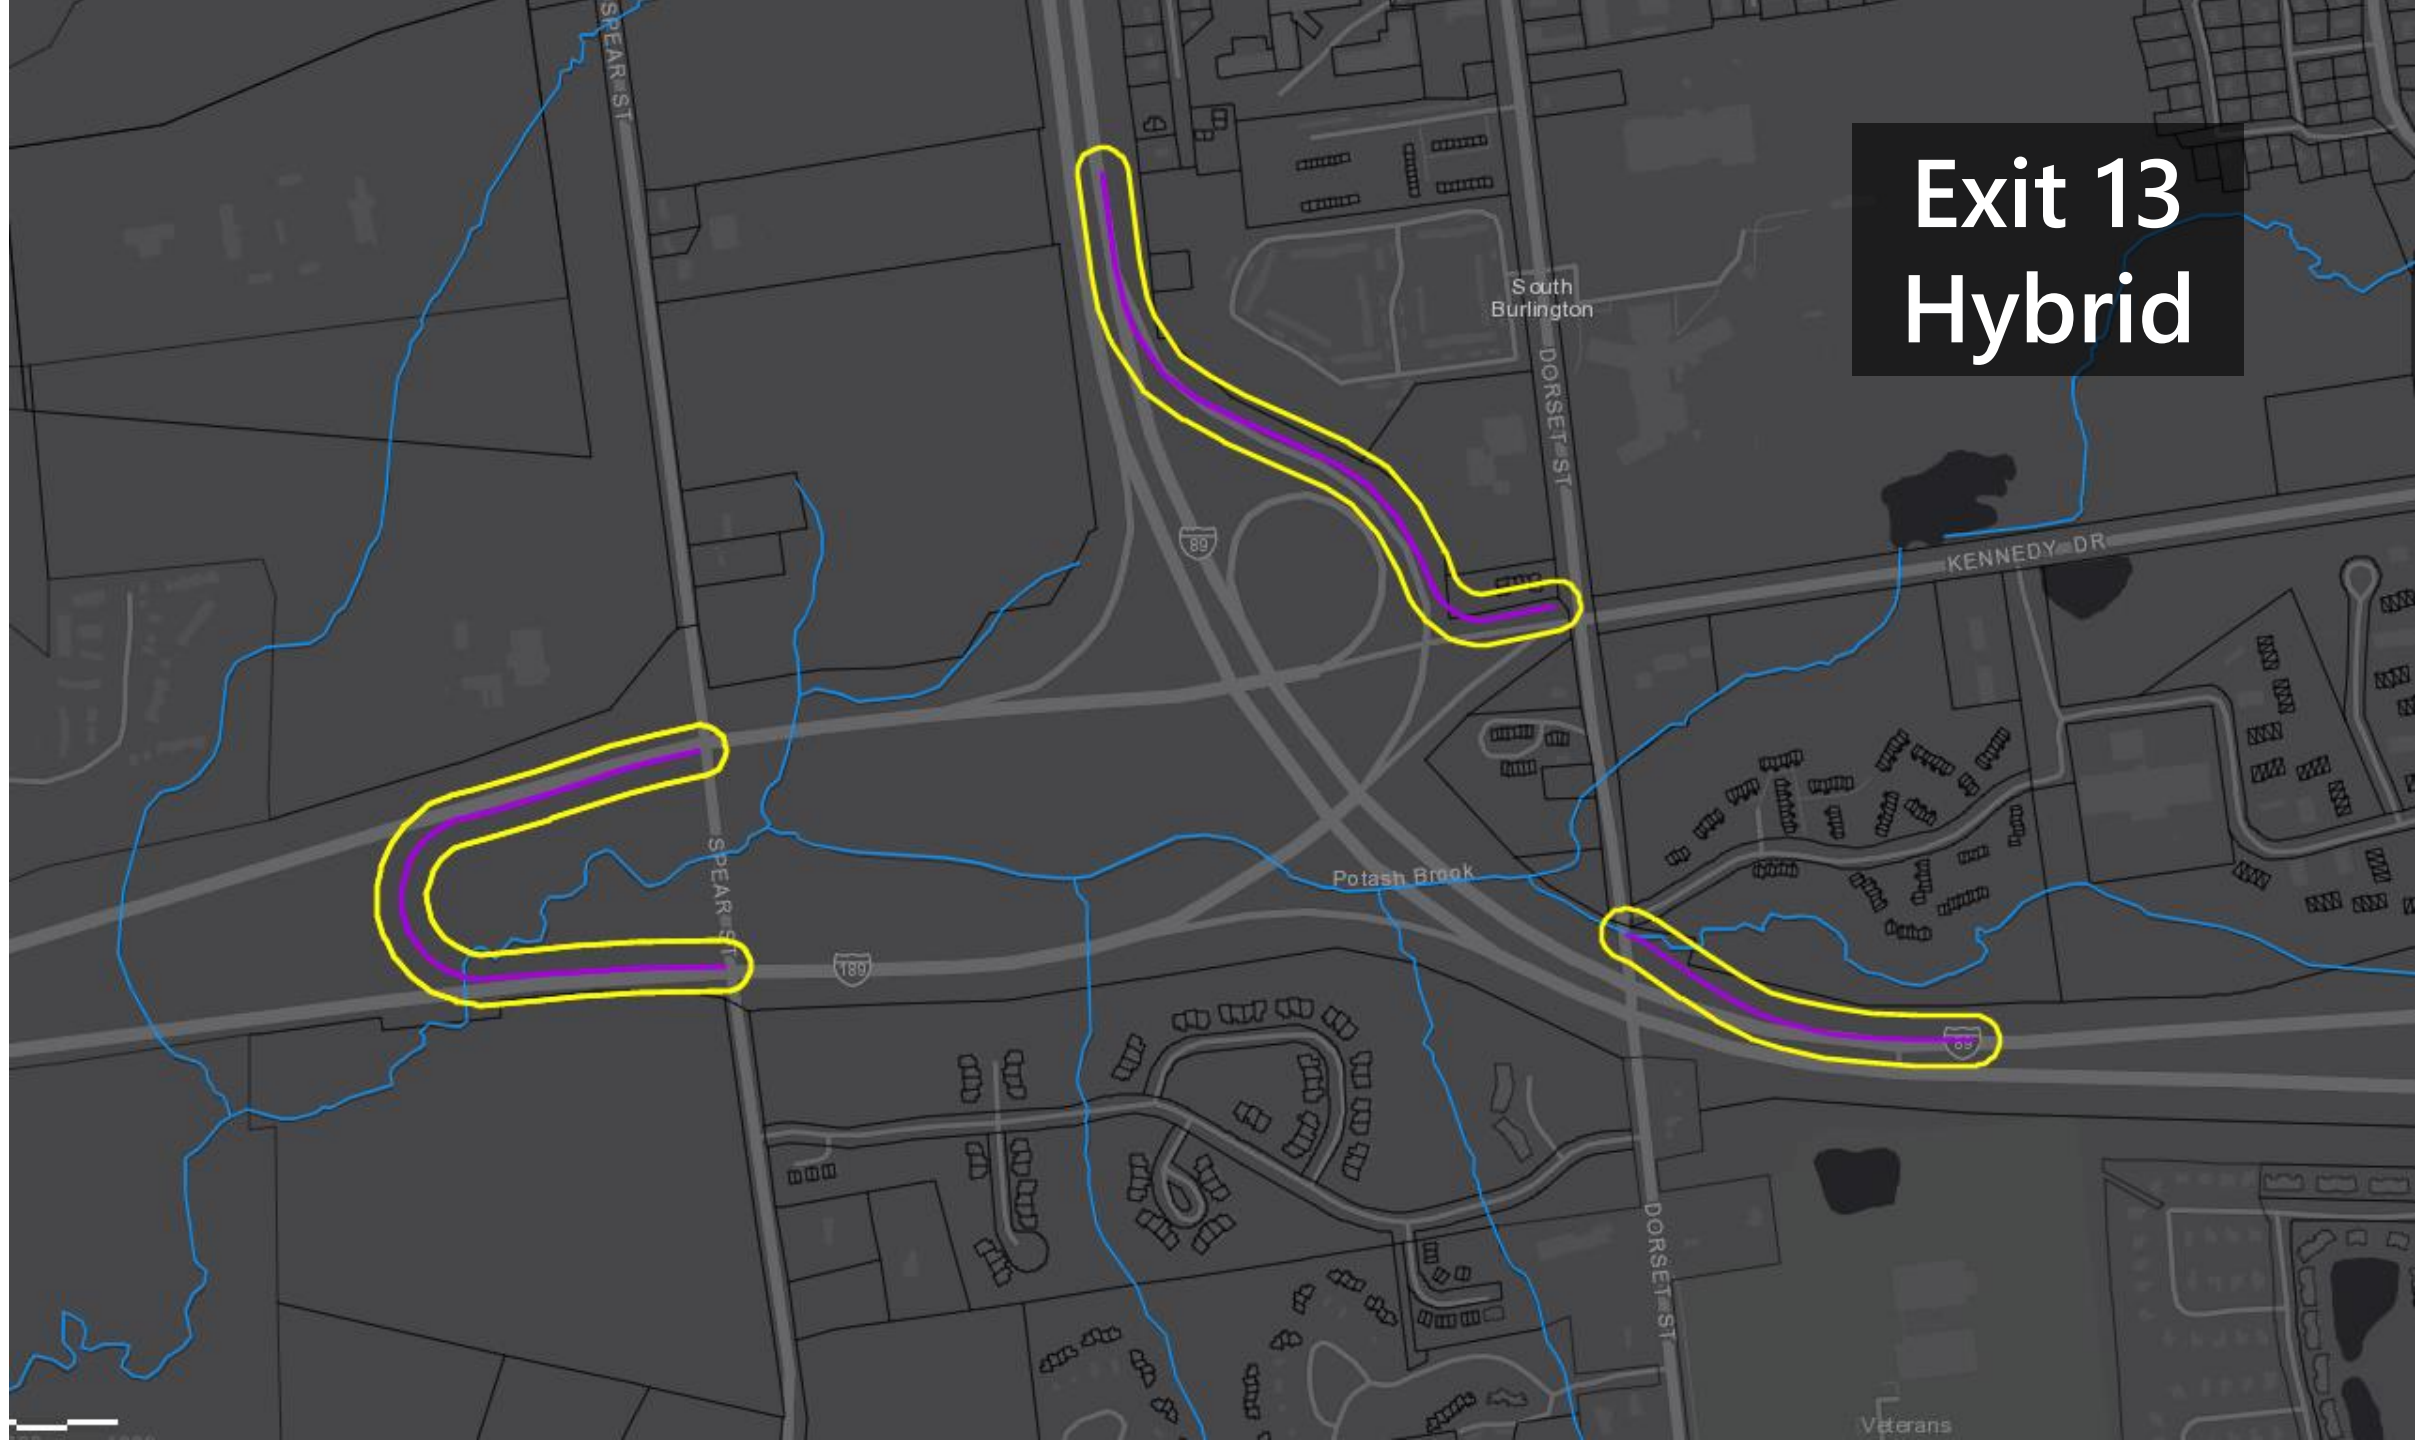 SPEAR ST
Exit 13
Hybrid
South
Burlington
DORSET ST
89
KENNEDY DR
SPEAR ST
Potash Brook
189
89
DORSET ST
Veterans